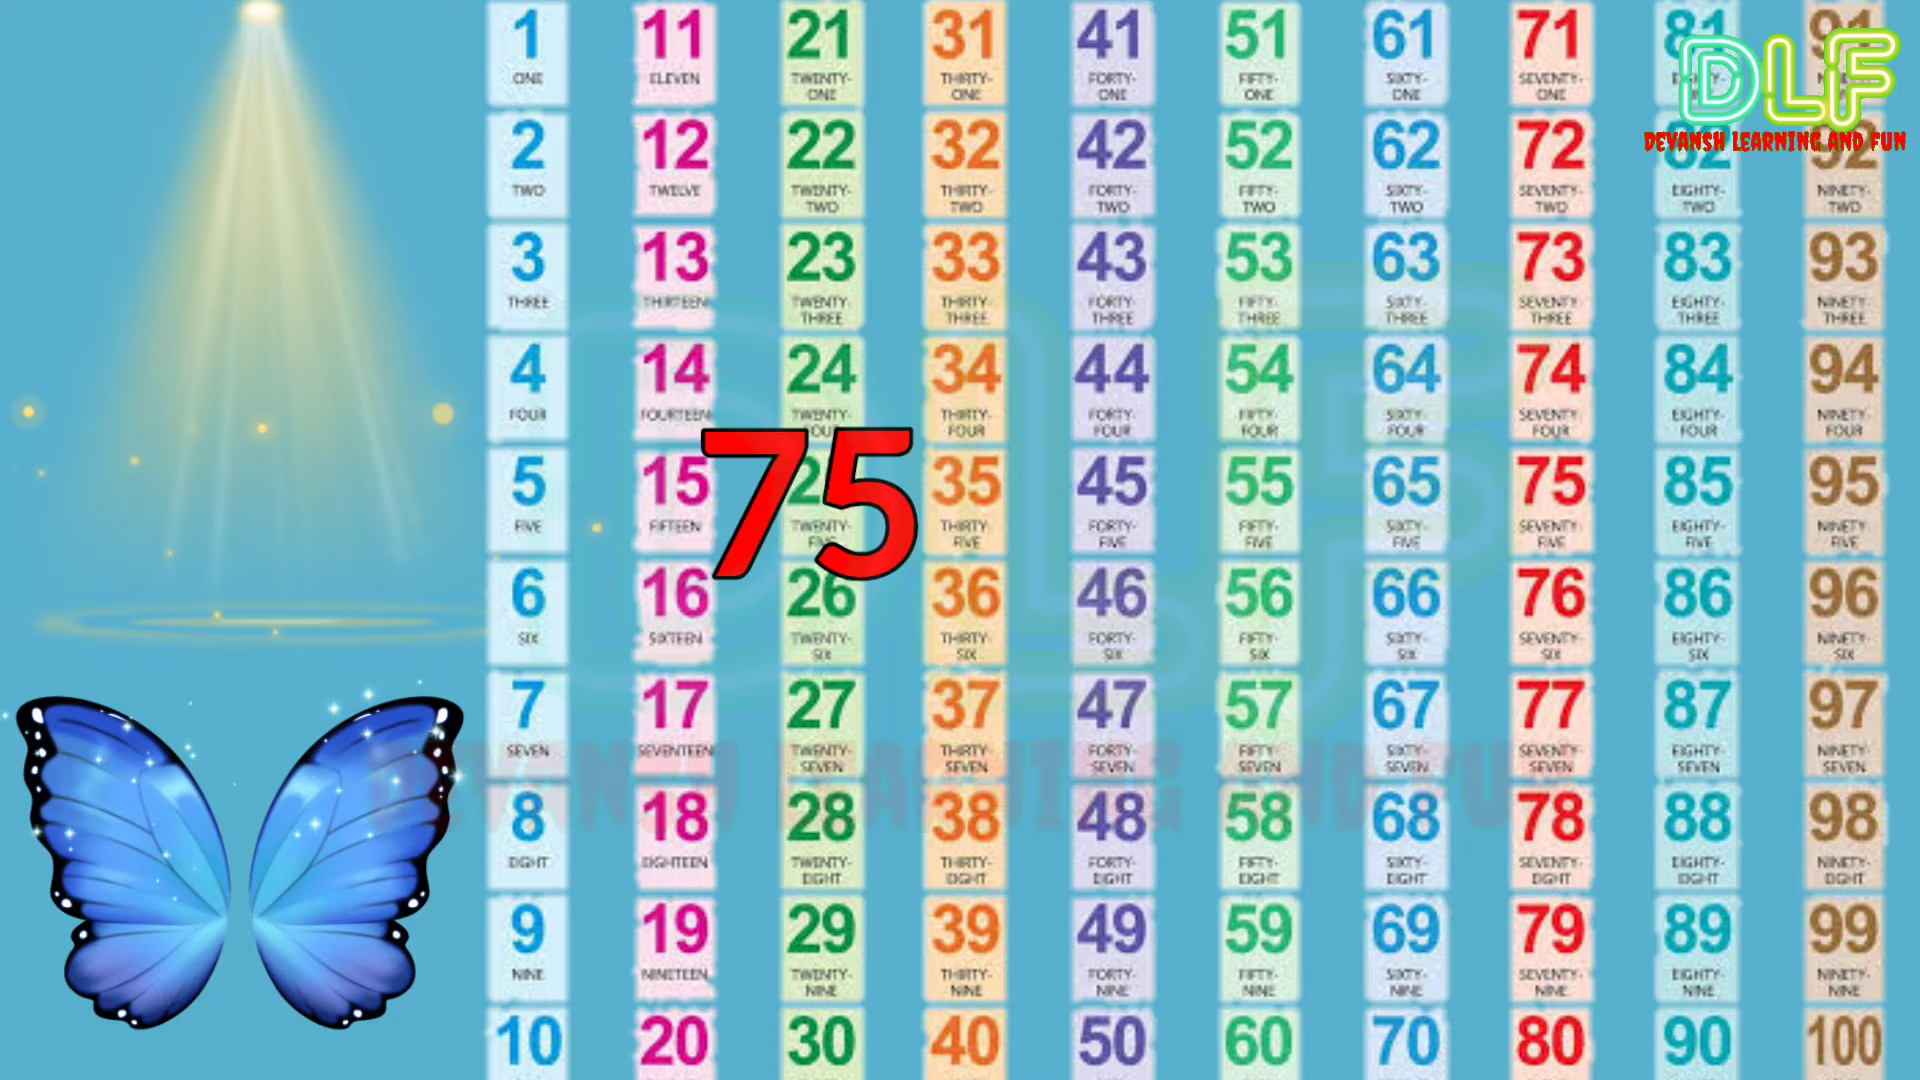 1 11 21 31 41 51 61 71 81 91
ONE ELEVEN TWENTY- THIRTY- FORTY- FIFTY- SIXTY- SEVENTY-
ONE ONE ONE ONE ONE ONE
DLF
DEVANSH LEARNING AND FUN
2 12 22 32 42 52 62 72 82 92
TWO TWELVE TWENTY- THIRTY- FORTY- FIFTY- SIXTY- SEVENTY- EIGHTY- NINETY-
TWO TWO TWO TWO TWO TWO TWO TWO
3 13 23 33 43 53 63 73 83 93
THREE THIRTEEN TWENTY- THIRTY- FORTY- FIFTY- SIXTY- SEVENTY- EIGHTY- NINETY-
THREE THREE THREE THREE THREE THREE THREE THREE
4 14 24 34 44 54 64 74 84 94
FOUR FOURTEEN TWENTY- THIRTY- FORTY- FIFTY- SIXTY- SEVENTY- EIGHTY- NINETY-
FOUR FOUR FOUR FOUR FOUR FOUR FOUR FOUR
75
5 15 35 45 55 65 75 85 95
FIVE FIFTEEN TWENTY- THIRTY- FORTY- FIFTY- SIXTY- SEVENTY- EIGHTY- NINETY-
FIVE FIVE FIVE FIVE FIVE FIVE FIVE FIVE
6 16 26 36 46 56 66 76 86 96
SIX SIXTEEN TWENTY- THIRTY- FORTY- FIFTY- SIXTY- SEVENTY- EIGHTY- NINETY-
SIX SIX SIX SIX SIX SIX SIX SIX
7 17 27 37 47 57 67 77 87 97
SEVEN SEVENTEEN TWENTY- THIRTY- FORTY- FIFTY- SIXTY- SEVENTY- EIGHTY- NINETY-
SEVEN SEVEN SEVEN SEVEN SEVEN SEVEN SEVEN SEVEN
DEVANSH LEARNING AND FUN
8 18 28 38 48 58 68 78 88 98
EIGHT EIGHTEEN TWENTY- THIRTY- FORTY- FIFTY- SIXTY- SEVENTY- EIGHTY- NINETY-
EIGHT EIGHT EIGHT EIGHT EIGHT EIGHT EIGHT EIGHT
9 19 29 39 49 59 69 79 89 99
NINE NINETEEN TWENTY- THIRTY- FORTY- FIFTY- SIXTY- SEVENTY- EIGHTY- NINETY-
NINE NINE NINE NINE NINE NINE NINE NINE
10 20 30 40 50 60 70 80 90 100